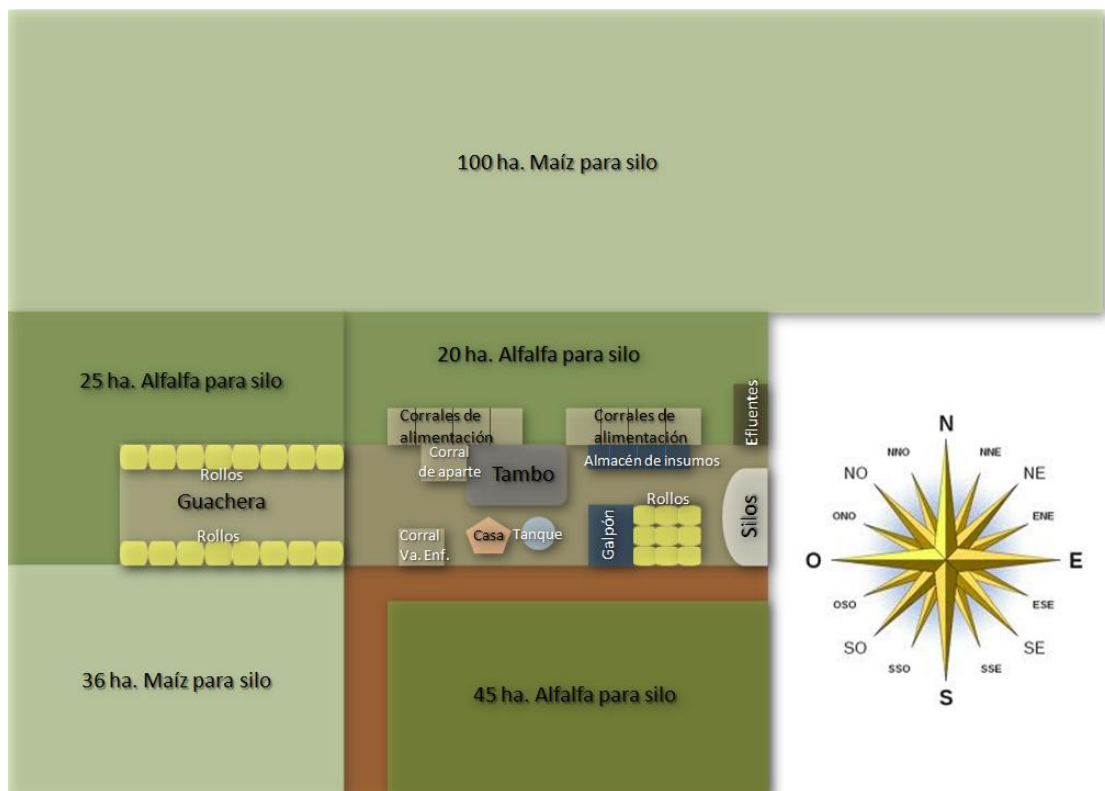 100 ha. Maíz para silo
25 ha. Alfalfa para silo
20 ha. Alfalfa para silo
Corrales de
alimentación
Corrales de
alimentación
Efluentes
Rollos
Guachera
Rollos
Corral
de aparte
Tambo
Almacén de insumos
Rollos
Silos
Corral
Va. Enf.
Casa
Tanque
Galpón
36 ha. Maíz para silo
45 ha. Alfalfa para silo
N
NNO
NNE
NO
NE
ONO
ENE
O
E
OSO
ESE
SO
SE
SSO
SSE
S